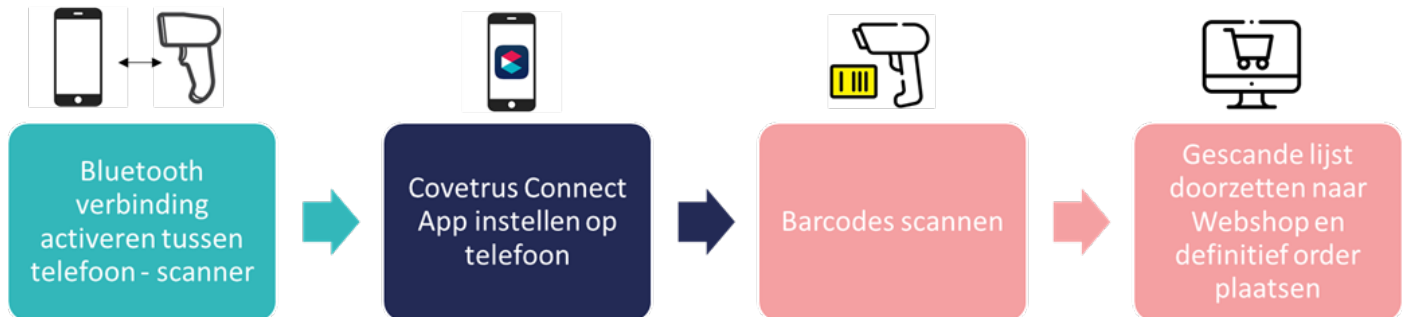 Bluetooth
verbinding
activeren tussen
telefoon - scanner
Covetrus Connect
App instellen op
telefoon
Barcodes scannen
Gescande lijst
doorzetten naar
Webshop en
definitief order
plaatsen